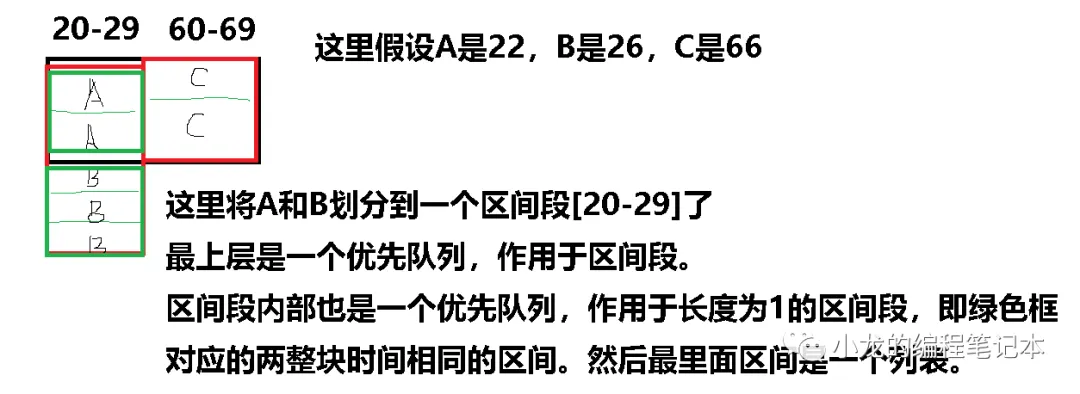 20-29 60-69
这里假设A是22，B是26，C是66
A
A
B
B
B
C
C
这里将A和B划分到一个区间段[20-29]了
最上层是一个优先队列，作用于区间段。
区间段内部也是一个优先队列，作用于长度为1的区间段，即绿色框
对应的两整块时间相同的区间。然后最里面区间是一个列表。
小龙的编程笔记本